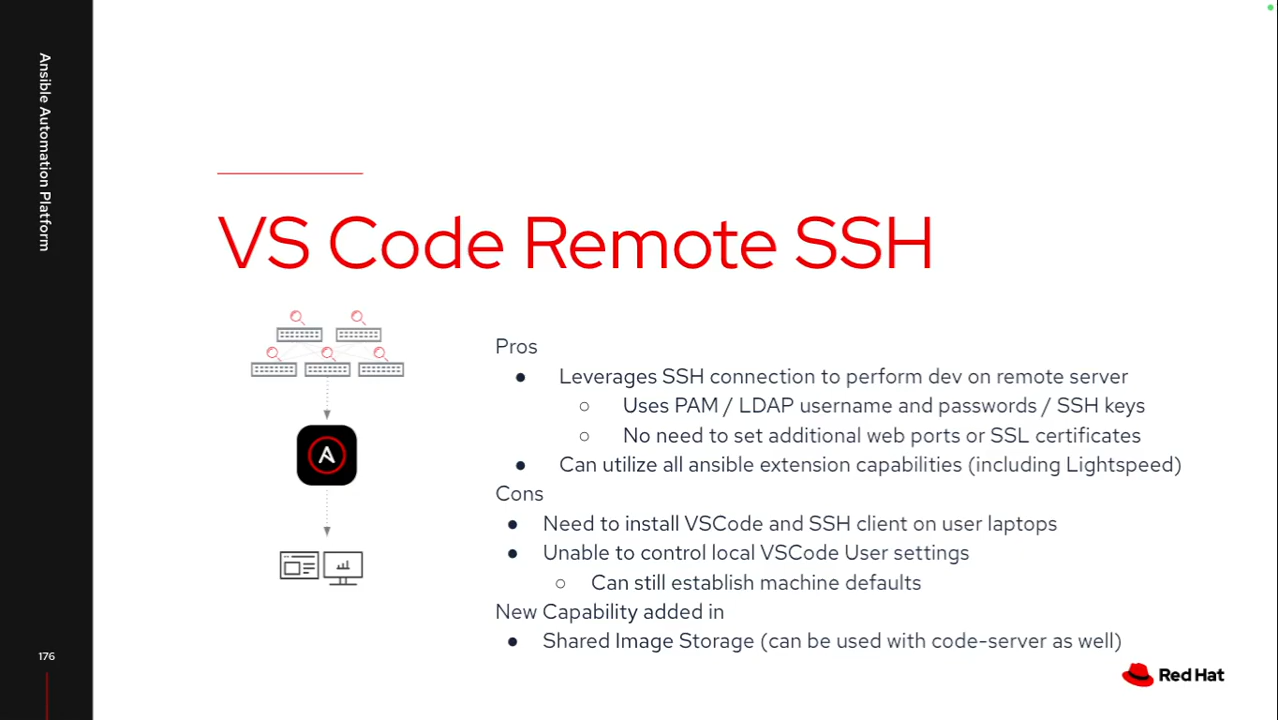 Ansible Automation Platform
VS Code Remote SSH
Pros
● Leverages SSH connection to perform dev on remote server
○ Uses PAM / LDAP username and passwords / SSH keys
○ No need to set additional web ports or SSL certificates
● Can utilize all ansible extension capabilities (including Lightspeed)
Cons
● Need to install VSCode and SSH client on user laptops
● Unable to control local VSCode User settings
○ Can still establish machine defaults
New Capability added in
● Shared Image Storage (can be used with code-server as well)
A
176
Red Hat